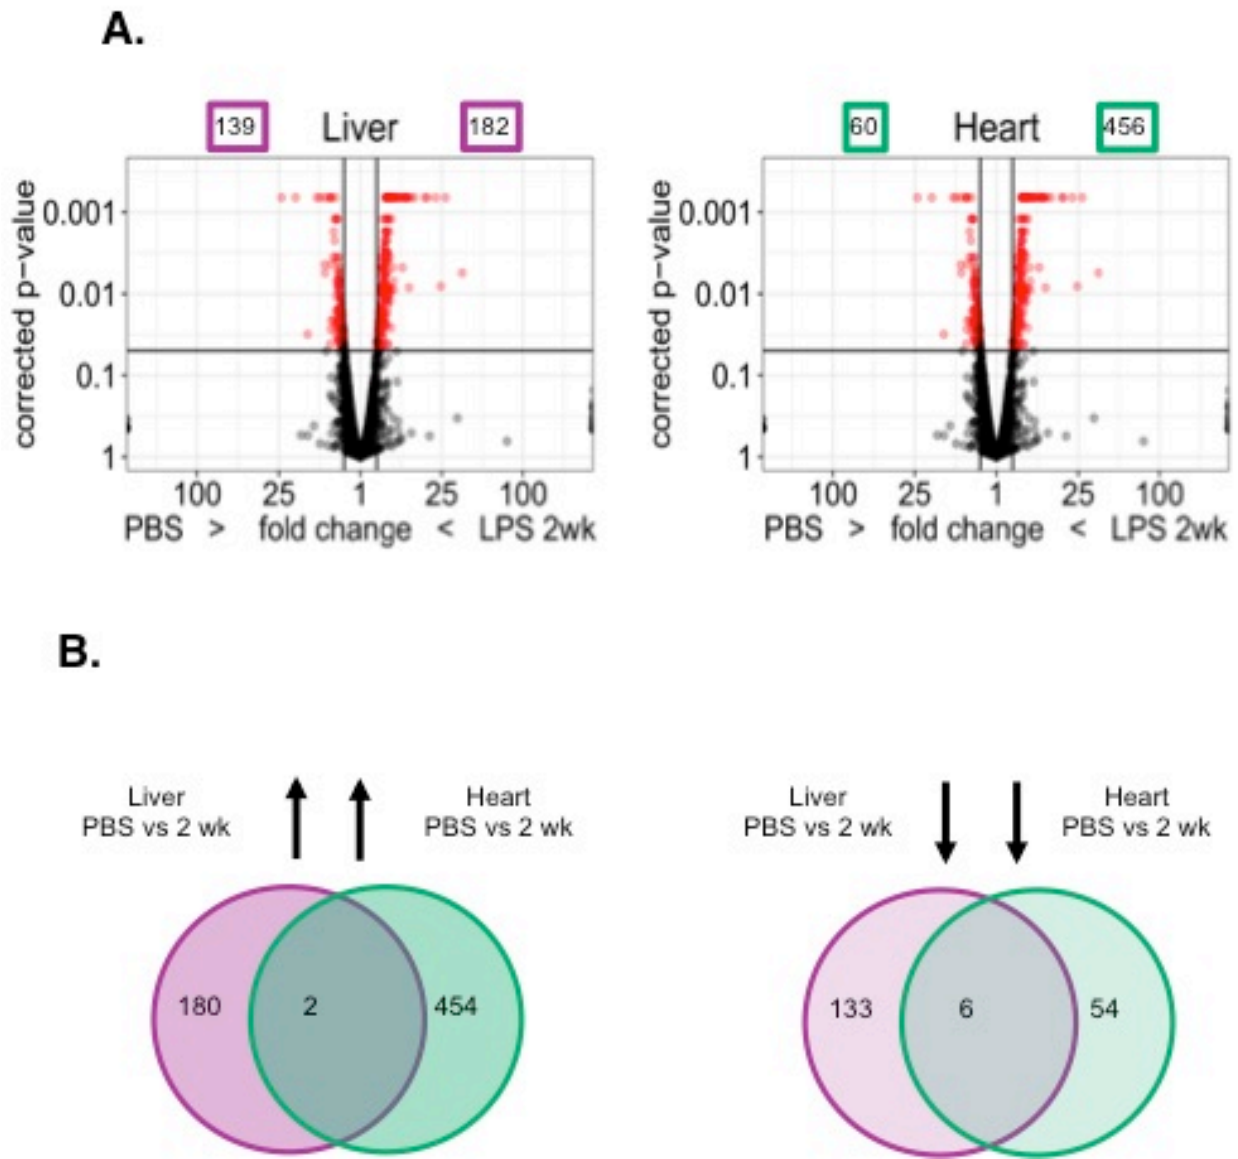 A.
139 Liver 182
60 Heart 456
corrected p-value
0.001
0.01
0.1
1
100 25 1 25 100
PBS > fold change < LPS 2wk
corrected p-value
0.001
0.01
0.1
1
100 25 1 25 100
PBS > fold change < LPS 2wk
B.
Liver
PBS vs 2 wk
Heart
PBS vs 2 wk
180 2 454
Liver
PBS vs 2 wk
Heart
PBS vs 2 wk
133 6 54